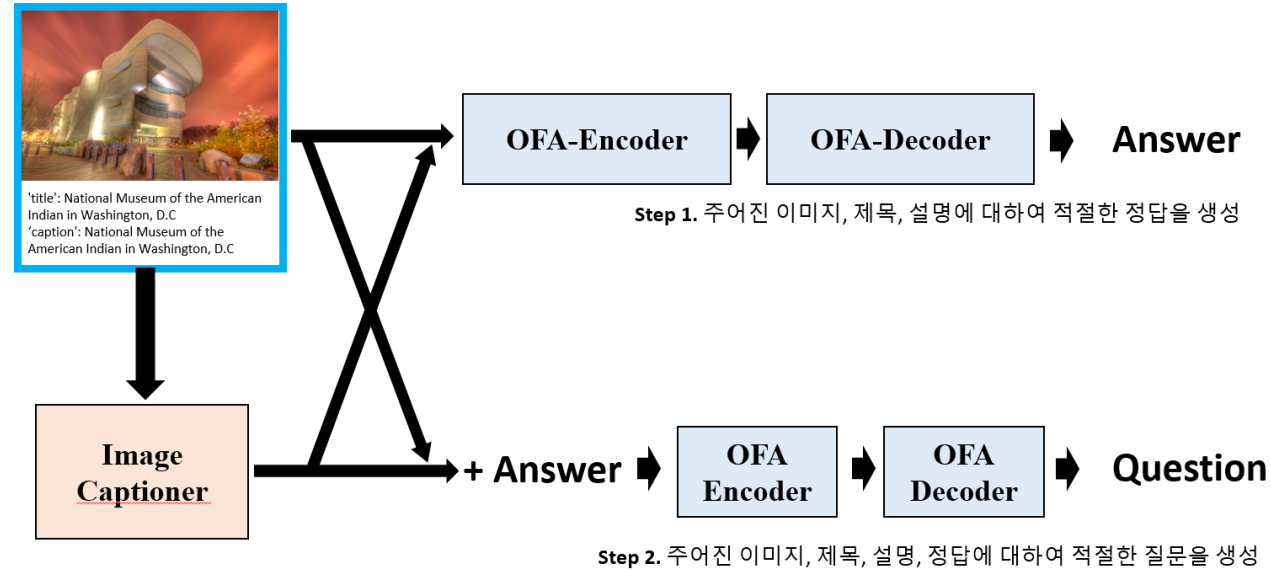 'title': National Museum of the American
Indian in Washington, D.C
‘caption': National Museum of the
American Indian in Washington, D.C
OFA-Encoder
OFA-Decoder
Answer
Step 1. 주어진 이미지, 제목, 설명에 대하여 적절한 정답을 생성
Image
Captioner
+ Answer
OFA
Encoder
OFA
Decoder
Question
Step 2. 주어진 이미지, 제목, 설명, 정답에 대하여 적절한 질문을 생성